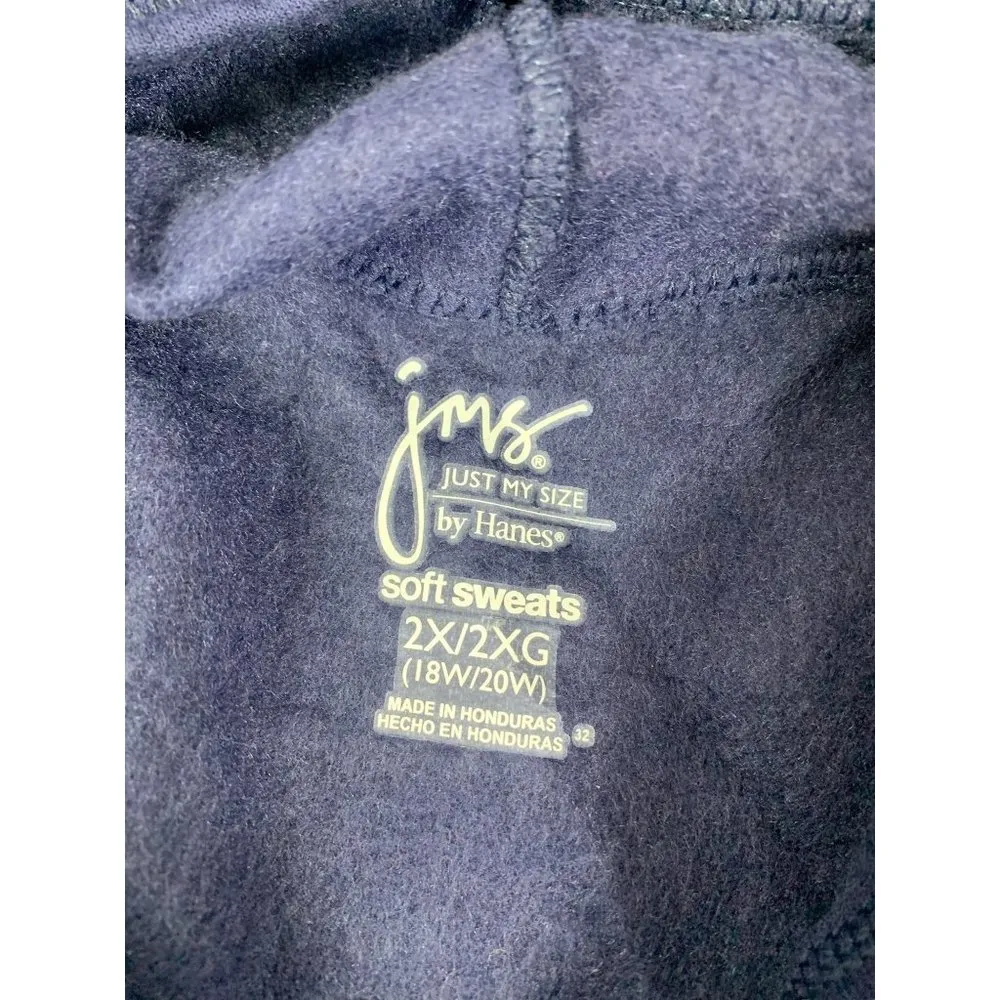 jms®
JUST MY SIZE
by Hanes®
soft sweats
2X/2XG
(18W/20W)
MADE IN HONDURAS
HECHO EN HONDURAS 32